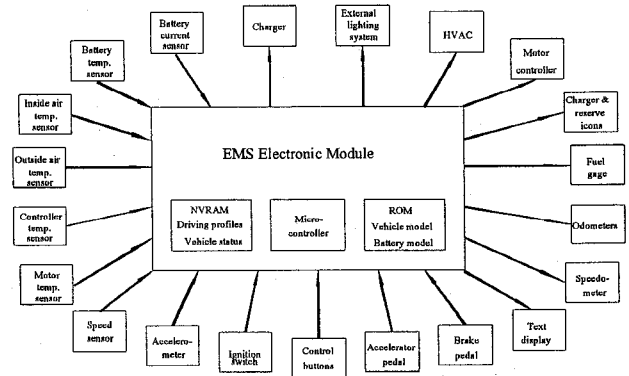 Battery
current
sensor
Charger
External
lighting
system
HVAC
Battery
temp.
sensor
Motor
controller
Inside air
temp.
sensor
Charger &
reserve
icons
EMS Electronic Module
Outside air
temp.
sensor
Fuel
gage
NVRAM
Driving profiles
Vehicle status
Micro-
controller
ROM
Vehicle model
Battery model
Controller
temp.
sensor
Odometers
Motor
temp.
sensor
Speedo-
meter
Speed
sensor
Accelero-
meter
Ignition
switch
Control
buttons
Accelerator
pedal
Brake
pedal
Text
display